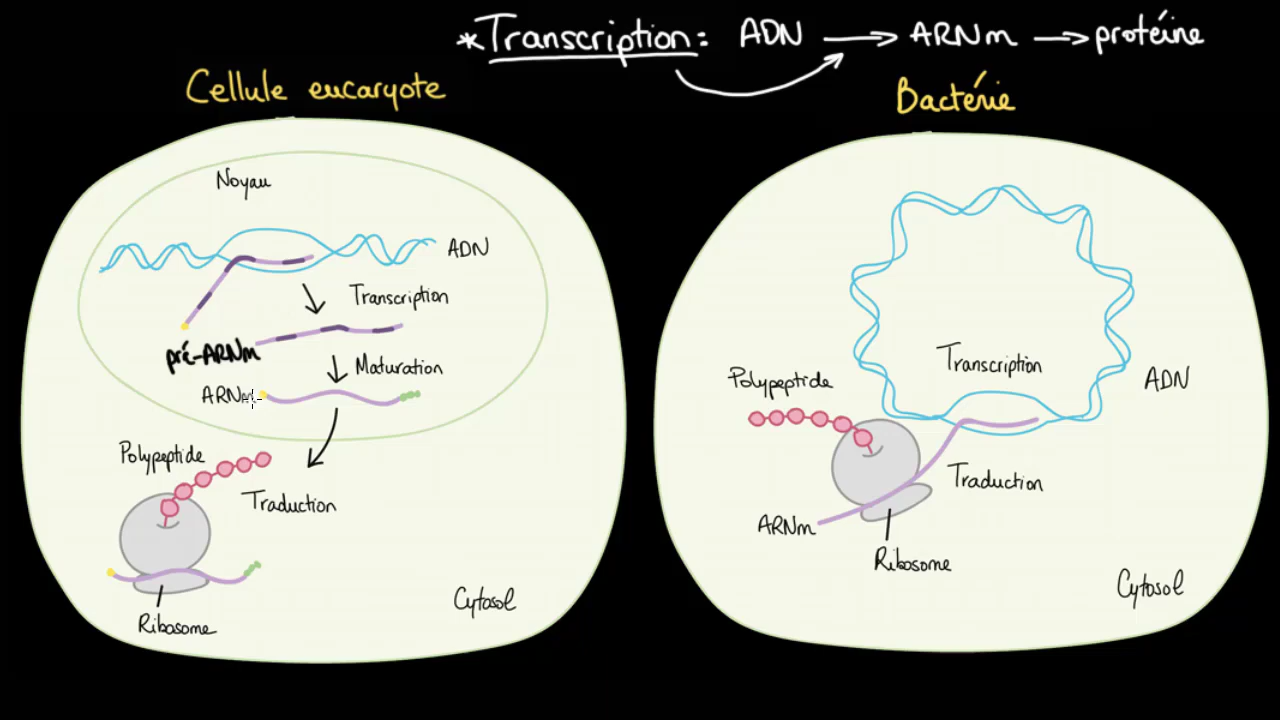 *Transcription: ADN → ARNm → protéine
Cellule eucaryote
Noyau
ADN
Transcription
pré-ARNm
Maturation
ARNm
Polypeptide
Traduction
Ribosome
Cytosol
Bactérie
Transcription
ADN
Polypeptide
Traduction
ARNm
Ribosome
Cytosol